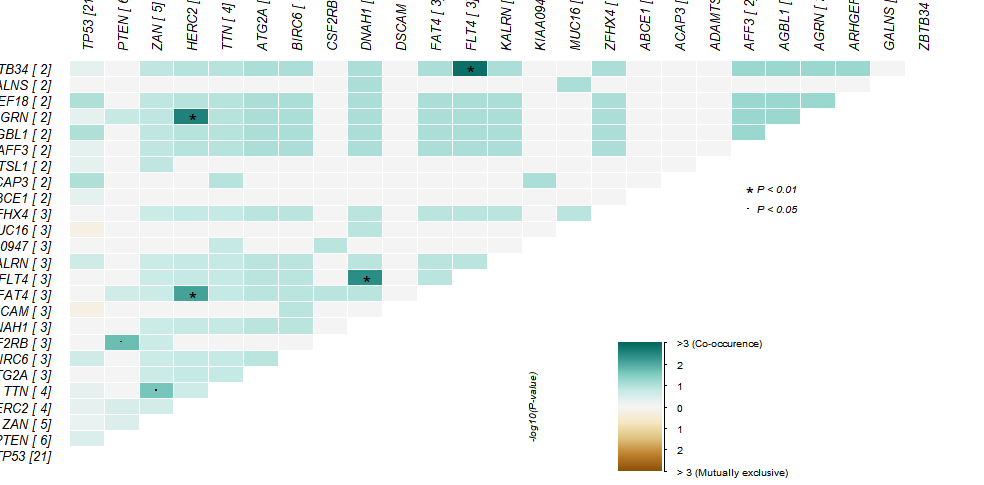 TP53 [21
PTEN [ 6
ZAN [ 5]
HERC2 [
TTN [ 4]
ATG2A [
BIRC6 [
CSF2RB
DNAH1 [
DSCAM
FAT4 [ 3
FLT4 [ 3]
KALRN [
KIAA094
MUC16 [
ZFHX4 [
ABCE1 [
ACAP3 [
ADAMTS
AFF3 [ 2
AGBL1 [
AGRN [ 2
ARHGEF
GALNS [
ZBTB34
TB34 [ 2]
ALNS [ 2]
EF18 [ 2]
GRN [ 2]
GBL1 [ 2]
AFF3 [ 2]
TSL1 [ 2]
CAP3 [ 2]
BCE1 [ 2]
FHX4 [ 3]
UC16 [ 3]
0947 [ 3]
ALRN [ 3]
FLT4 [ 3]
FAT4 [ 3]
CAM [ 3]
NAH1 [ 3]
F2RB [ 3]
IRC6 [ 3]
TG2A [ 3]
TTN [ 4]
ERC2 [ 4]
ZAN [ 5]
PTEN [ 6]
TP53 [21]
* P < 0.01
· P < 0.05
-log10(P-value)
>3 (Co-occurence)
2
1
0
1
2
> 3 (Mutually exclusive)